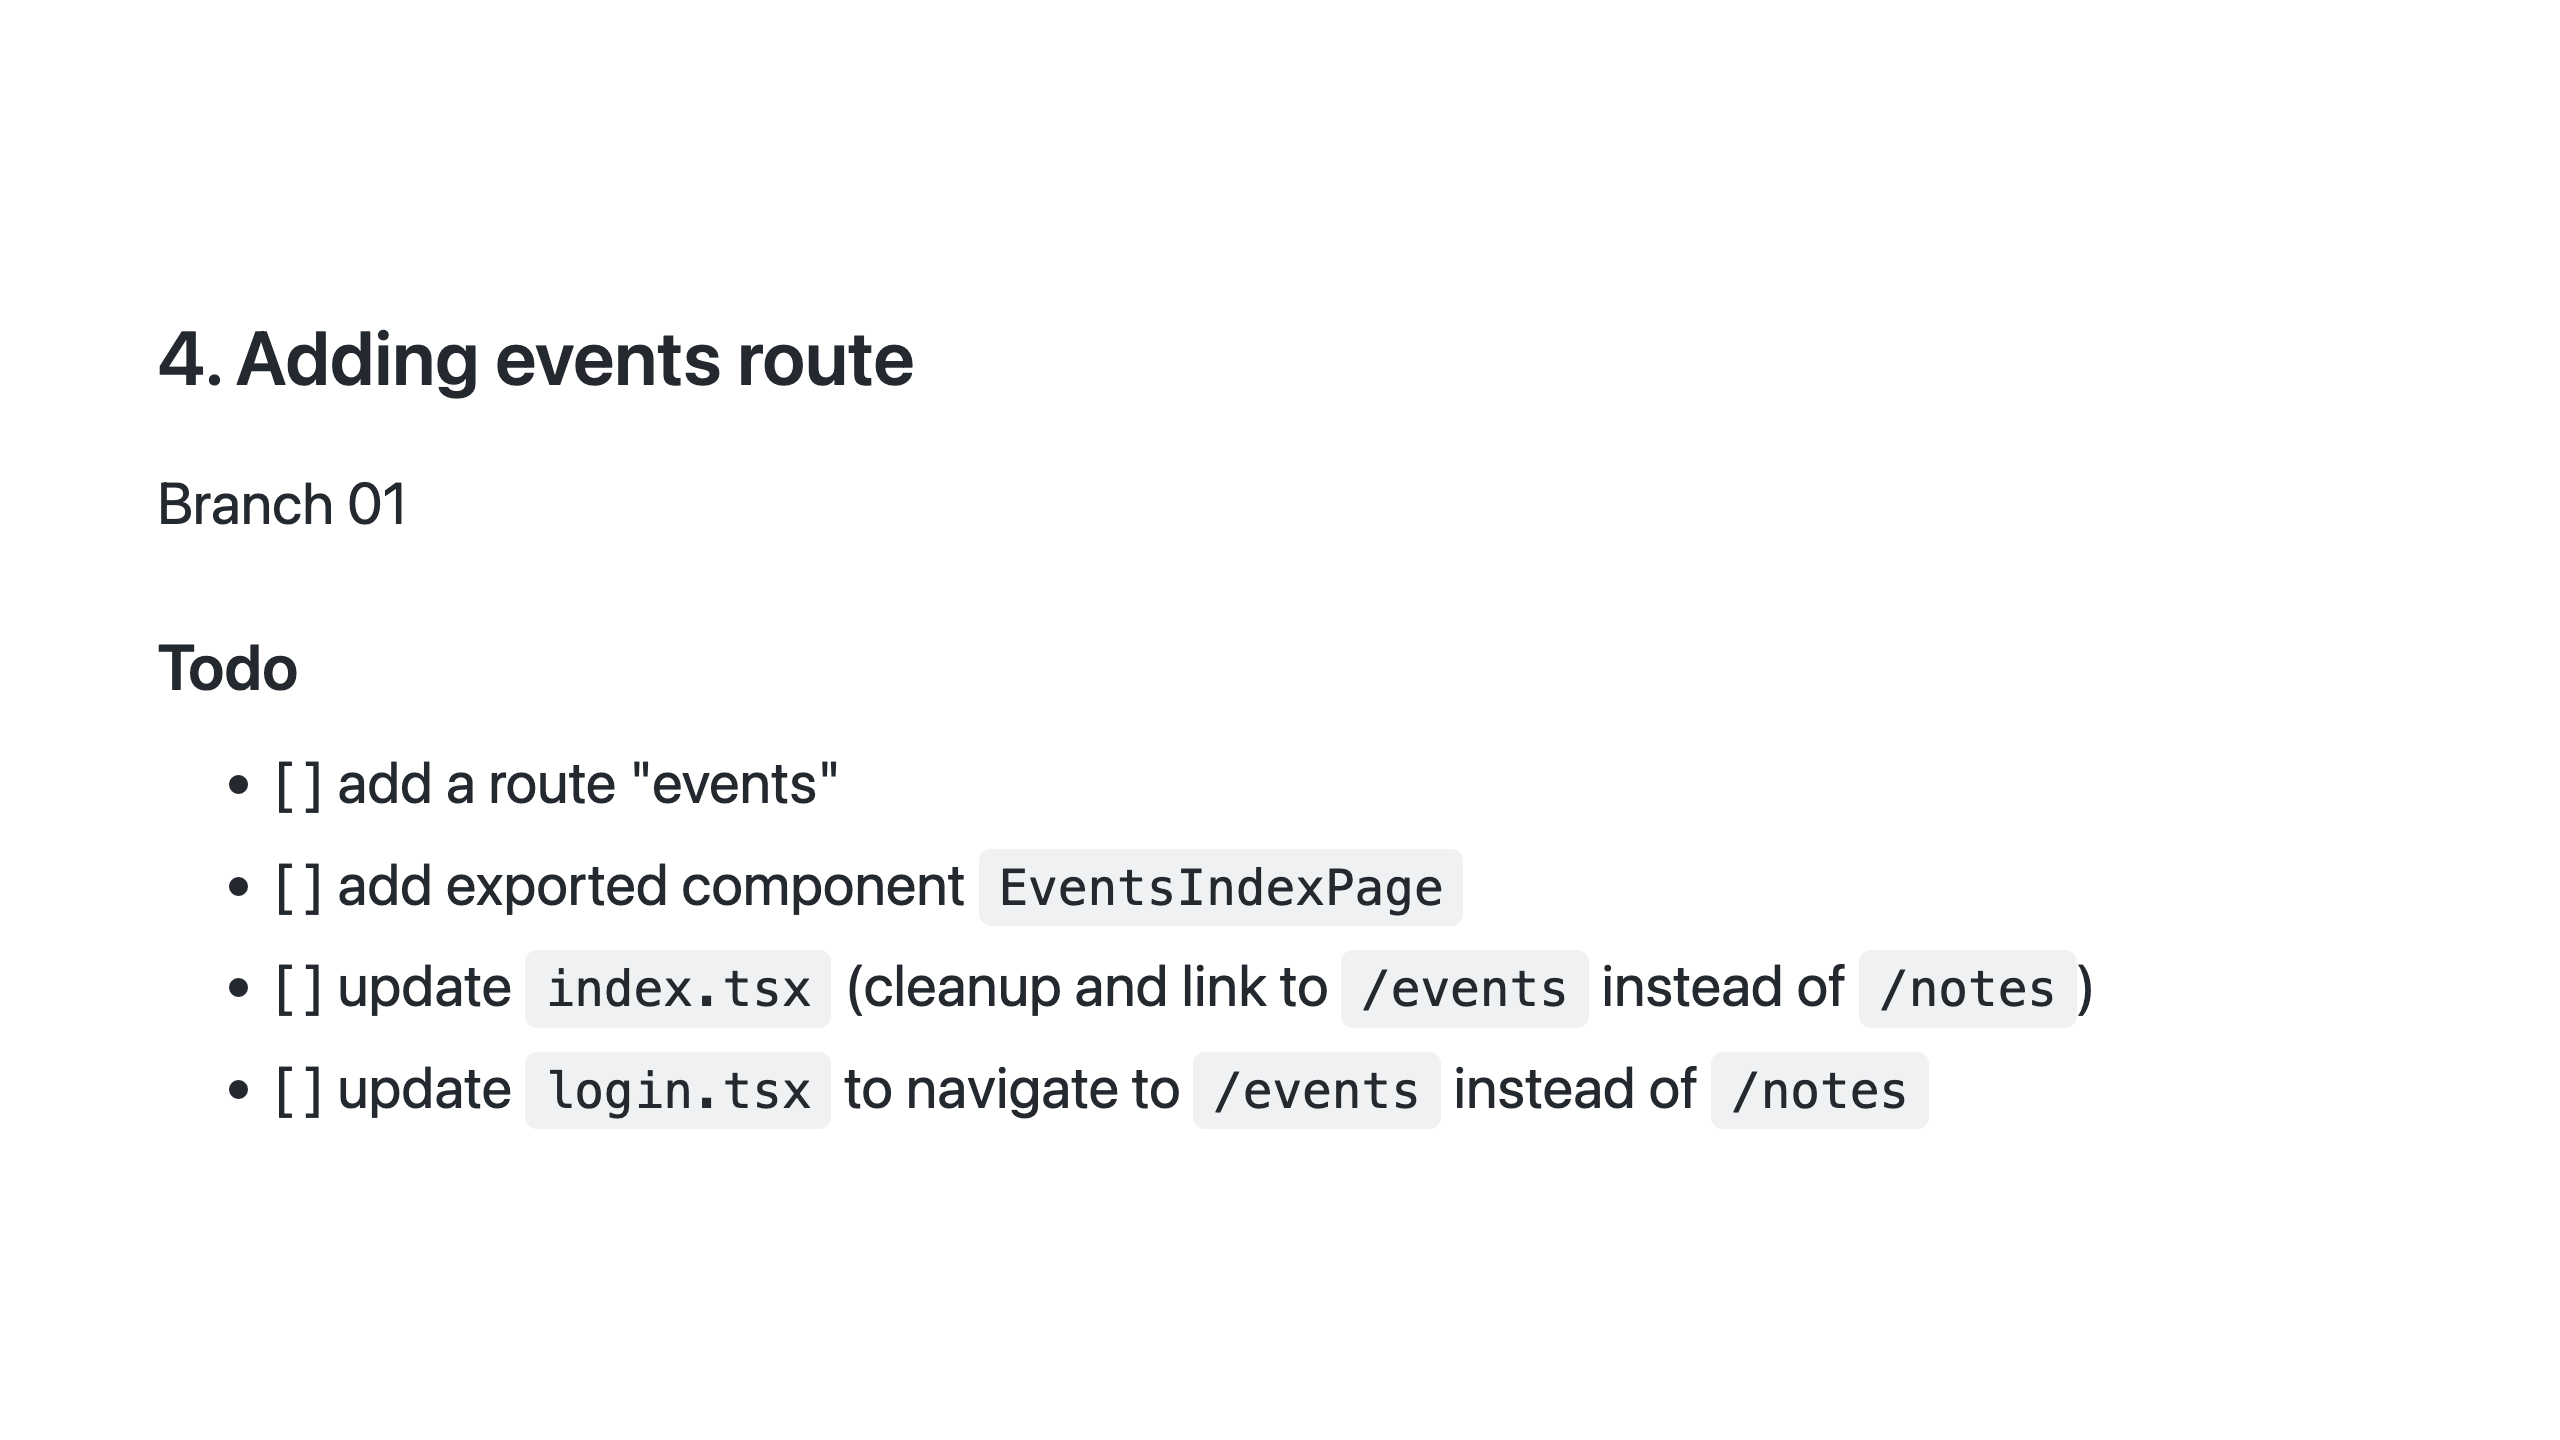 4. Adding events route
Branch 01
Todo
• [ ] add a route "events"
• [ ] add exported component EventsIndexPage
• [ ] update index.tsx (cleanup and link to /events instead of /notes)
• [ ] update login.tsx to navigate to /events instead of /notes